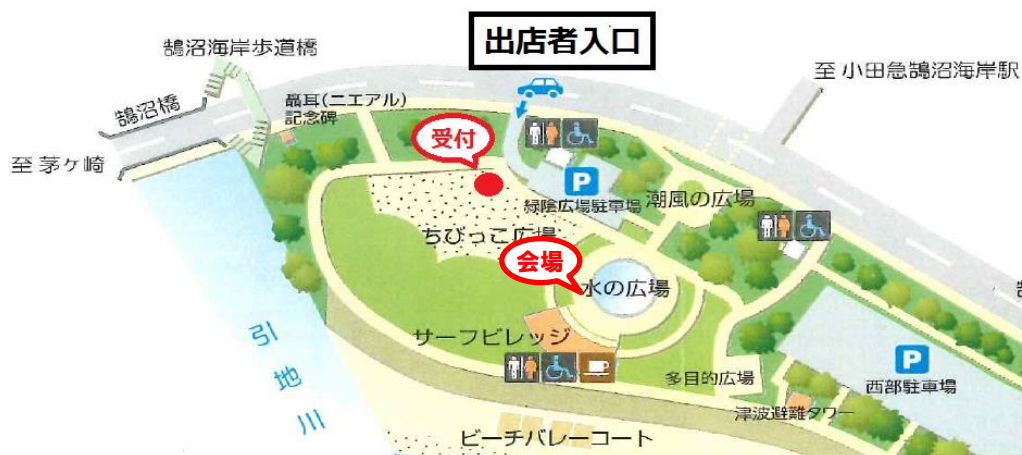 出店者入口
鵠沼海岸歩道橋
至 小田急鵠沼海岸駅
鵠沼橋
聶耳(ニエアル)
記念碑
至 茅ヶ崎
受付
P
緑陰広場駐車場
潮風の広場
ちびっこ広場
会場
水の広場
サーフビレッジ
引地川
P
西部駐車場
多目的広場
津波避難タワー
ビーチバレーコート